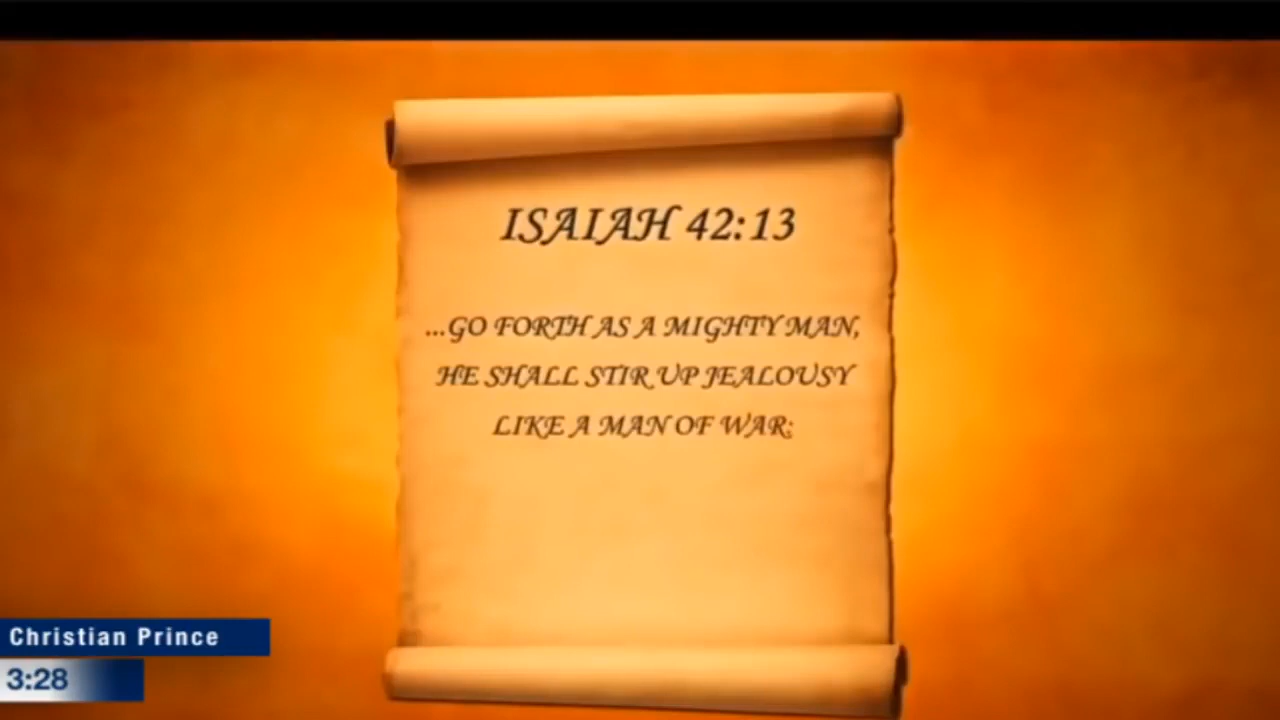 ISAIAH 42:13
...GO FORTH AS A MIGHTY MAN,
HE SHALL STIR UP JEALOUSY
LIKE A MAN OF WAR:
Christian Prince
3:28